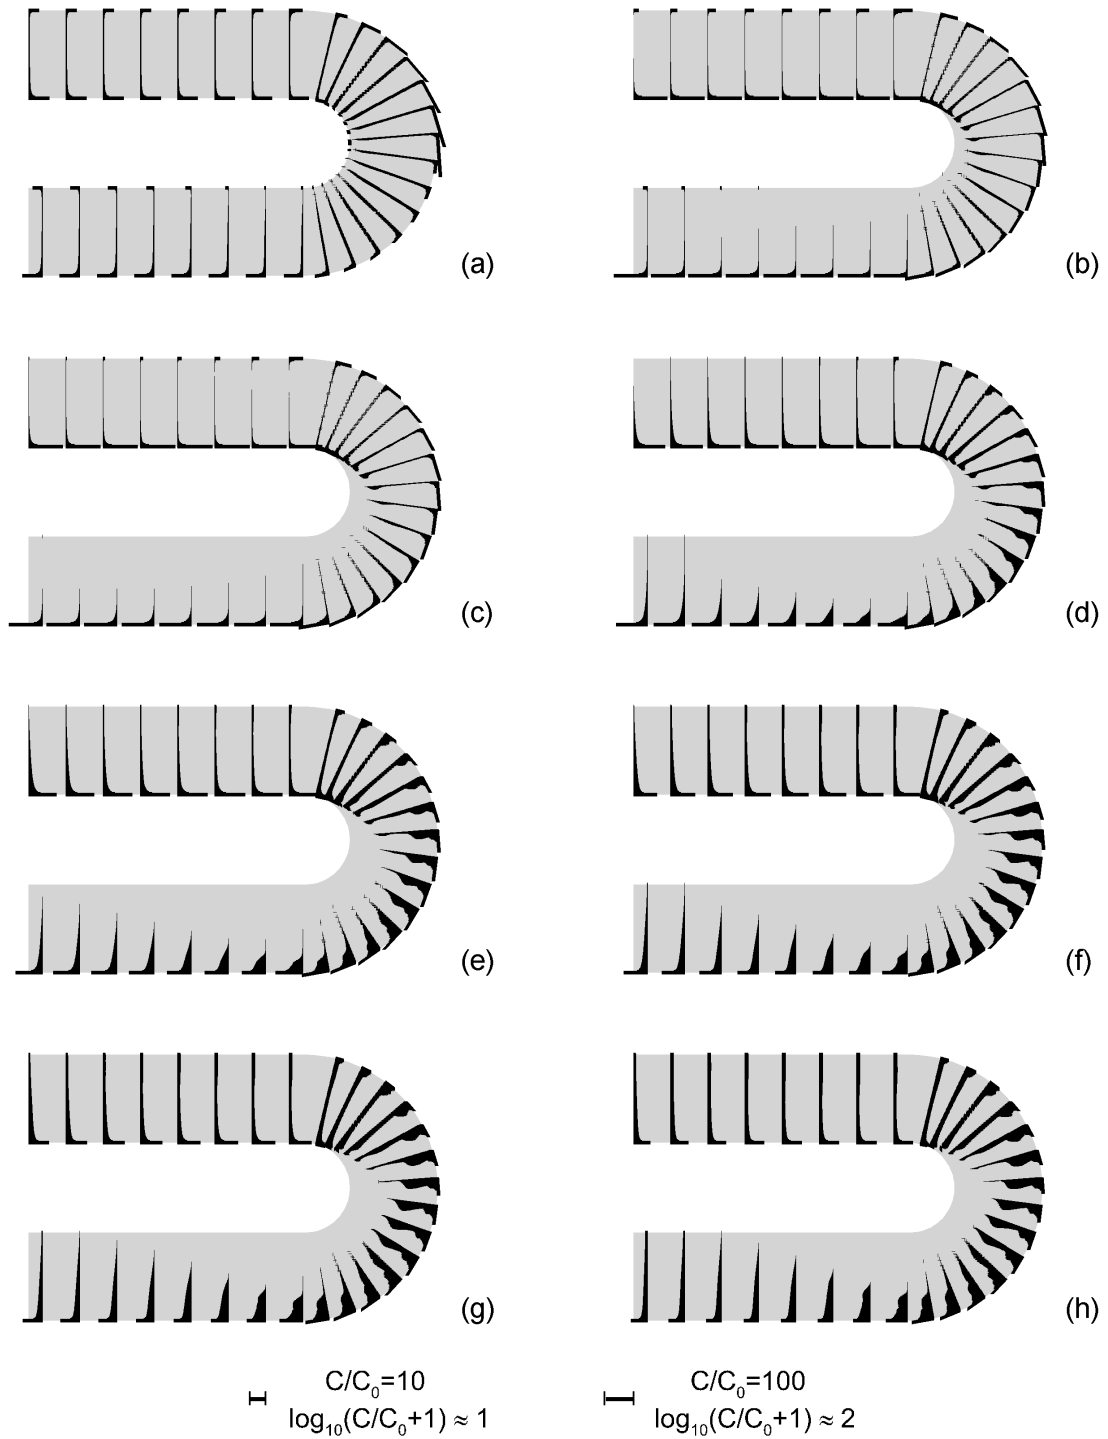 (a)
(b)
(c)
(d)
(e)
(f)
(g)
(h)
C/C₀=10
log₁₀(C/C₀+1) ≈ 1
C/C₀=100
log₁₀(C/C₀+1) ≈ 2